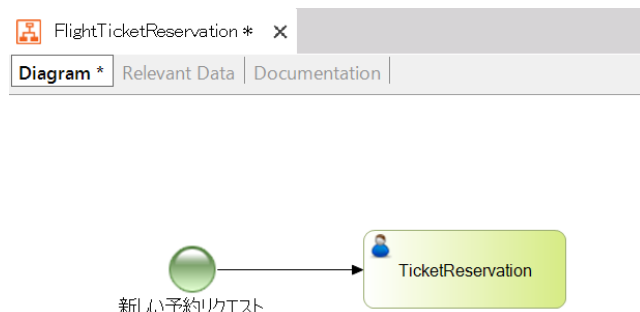 FlightTicketReservation *
Diagram * Relevant Data Documentation
TicketReservation
新しい予約リクエスト